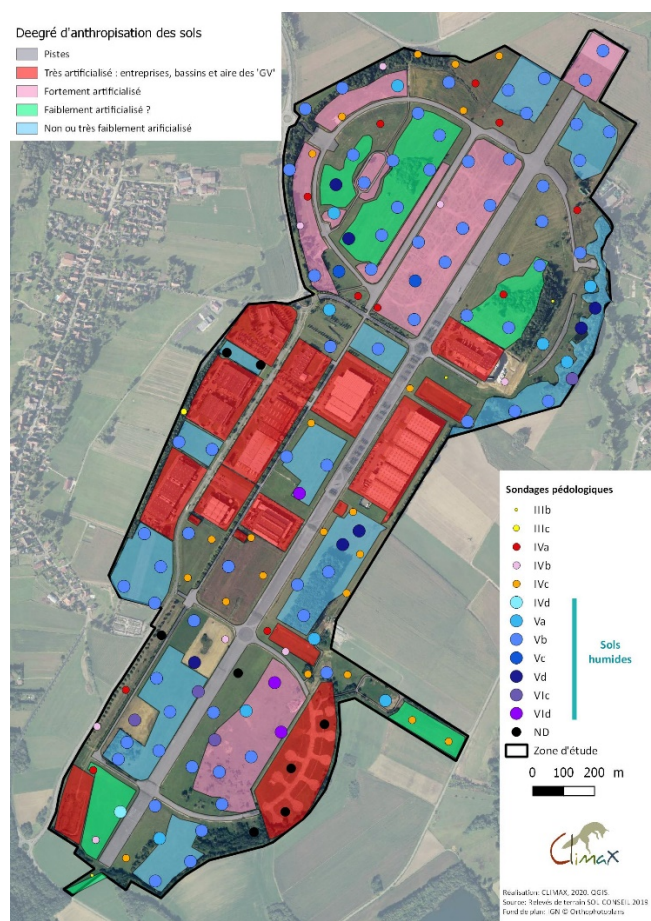 Deegré d'anthropisation des sols
Pistes
Très artificialisé : entreprises, bassins et aire des 'GV'
Fortement artificialisé
Faiblement artificialisé ?
Non ou très faiblement arificialisé
Sondages pédologiques
IIIb
IIIc
IVa
IVb
IVc
IVd
Va
Vb
Vc
Vd
VIc
VId
ND
Sols
humides
Zone d'étude
0 100 200 m
CLiMaX
Réalisation: CLIMAX, 2020. QGIS.
Source: Relevés de terrain SOL CONSEIL 2019
Fond de plan: IGN © Orthophotoplans